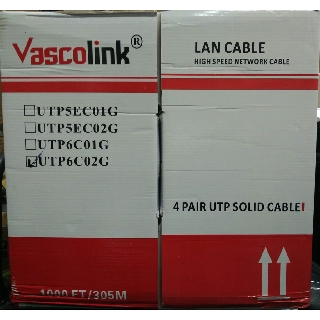 Vascolink®
UTP5EC01G
UTP5EC02G
UTP6C01G
UTP6C02G
1000 FT/305M
LAN CABLE
HIGH SPEED NETWORK CABLE
4 PAIR UTP SOLID CABLE!